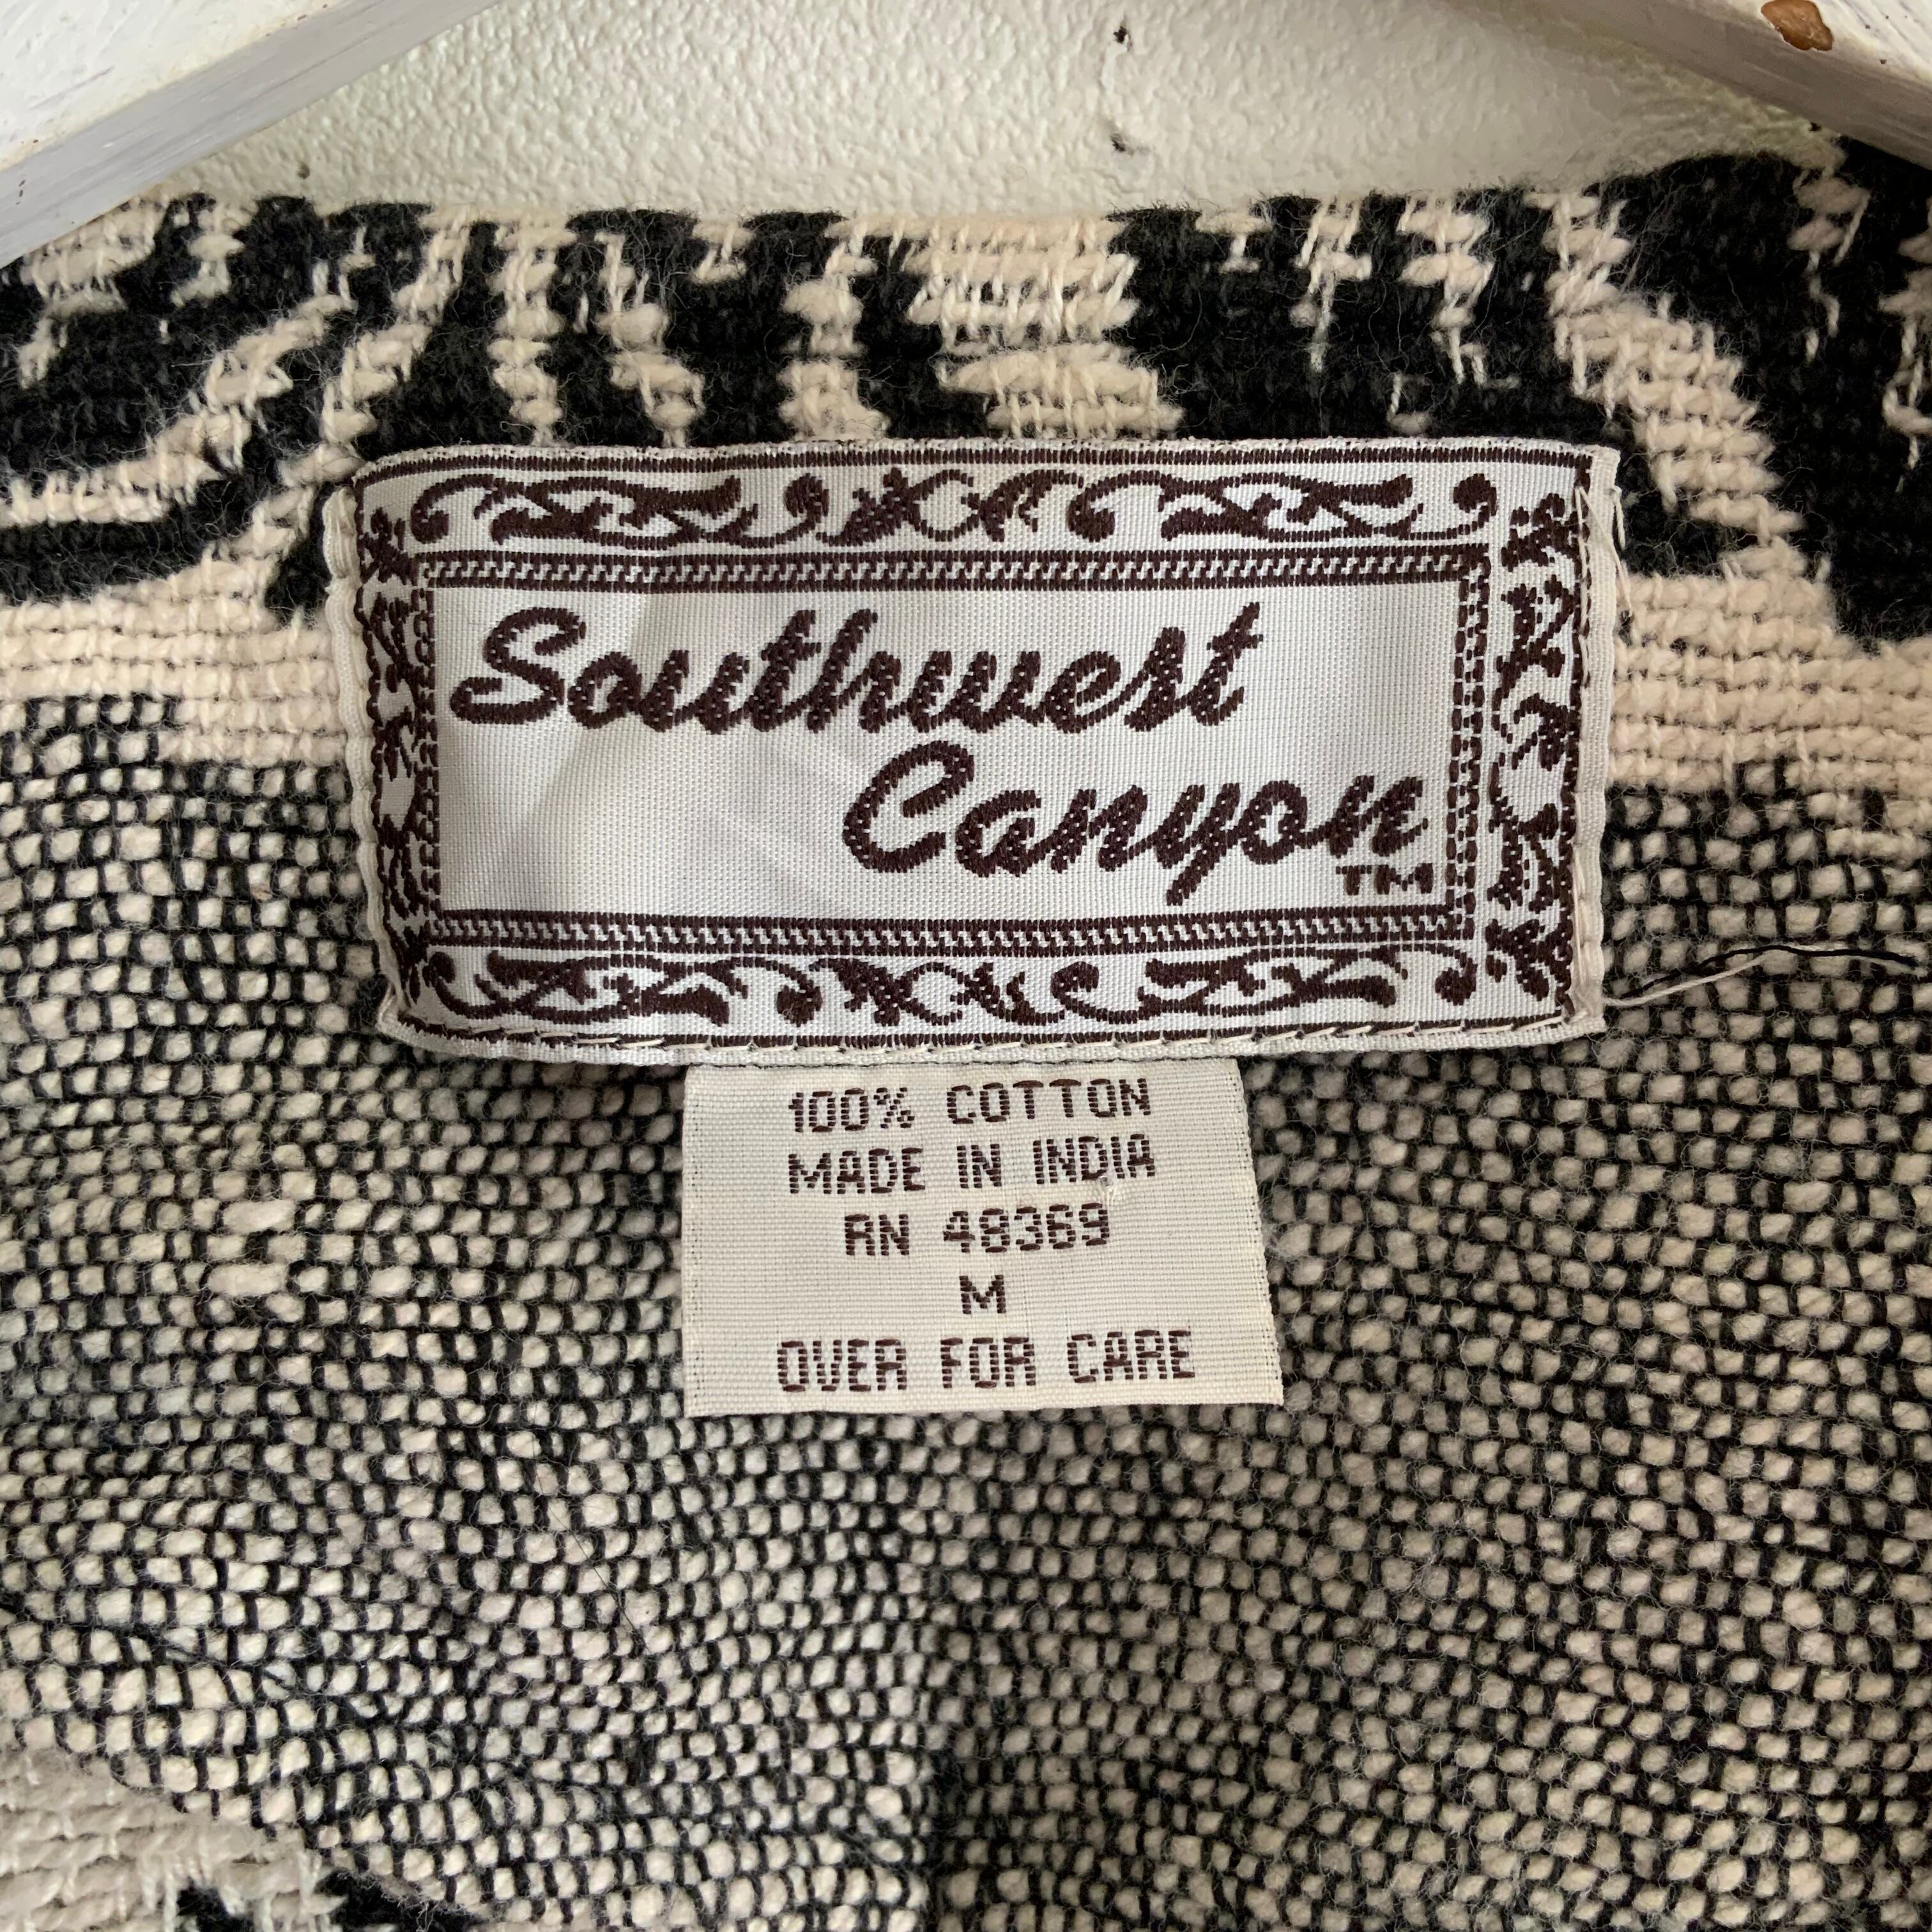 Southwest
Canyon
TM
100% COTTON
MADE IN INDIA
RN 48369
M
OVER FOR CARE